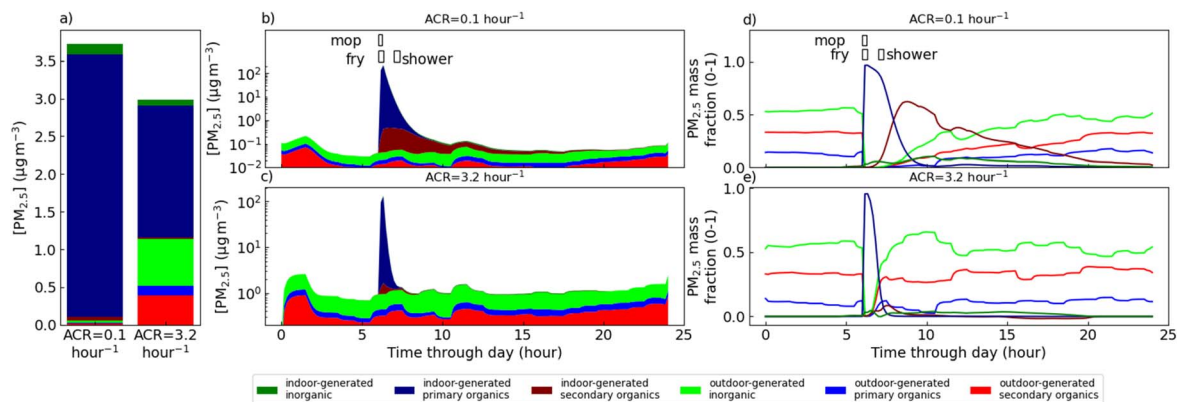 a)
[PM2.5] (μg m−3)
3.5
3.0
2.5
2.0
1.5
1.0
0.5
0.0
ACR=0.1
hour−1
ACR=3.2
hour−1
b)
ACR=0.1 hour−1
mop
fry
shower
[PM2.5] (μg m−3)
10²
10¹
10⁰
10−1
10−2
c)
ACR=3.2 hour−1
[PM2.5] (μg m−3)
10²
10¹
10⁰
0 5 10 15 20 25
Time through day (hour)
d)
ACR=0.1 hour−1
mop
fry
shower
PM2.5 mass
fraction (0-1)
1.0
0.5
0.0
e)
ACR=3.2 hour−1
PM2.5 mass
fraction (0-1)
1.0
0.5
0.0
0 5 10 15 20 25
Time through day (hour)
indoor-generated
inorganic
indoor-generated
primary organics
indoor-generated
secondary organics
outdoor-generated
inorganic
outdoor-generated
primary organics
outdoor-generated
secondary organics